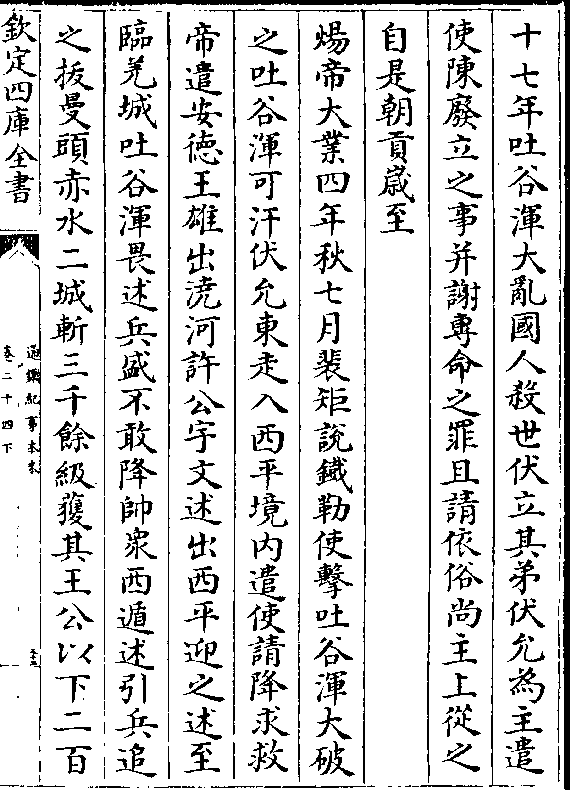 十七年吐谷渾大亂國人殺世伏立其弟伏允為主遣
使陳廢立之事并謝專命之罪且請依俗尚主上從之
自是朝貢歲至
煬帝大業四年秋七月裴矩說鐵勒使擊吐谷渾大破
之吐谷渾可汗伏允東走入西平境內遣使請降求救
帝遣安徳王雄出澆河許公宇文述出西平迎之述至
臨羌城吐谷渾畏述兵盛不敢降帥衆西遁述引兵追
之拔曼頭赤水二城斬三千餘級獲其王公以下二百
欽定四庫全書
通鑑紀事本末
卷二十四下